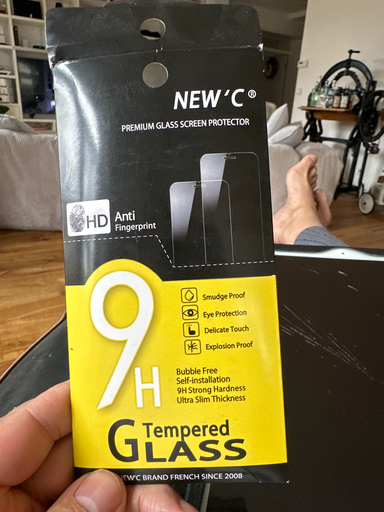 NEW'C®
PREMIUM GLASS SCREEN PROTECTOR
HD Anti
Fingerprint
9H
Smudge Proof
Eye Protection
Delicate Touch
Explosion Proof
Bubble Free
Self-installation
9H Strong Hardness
Ultra Slim Thickness
Tempered
GLASS
NEW'C BRAND FRENCH SINCE 2008